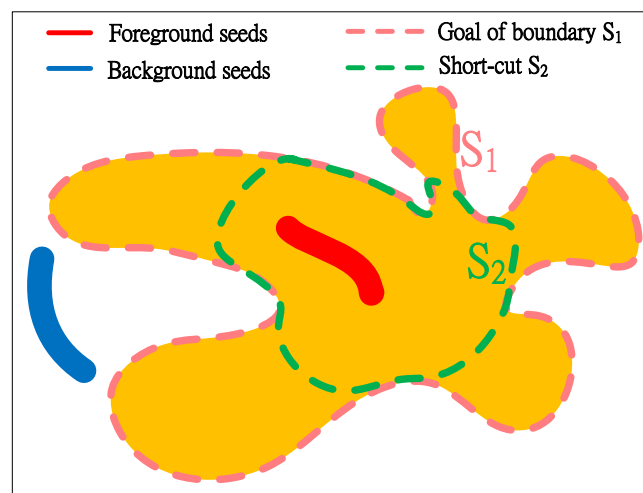 Foreground seeds
Goal of boundary S₁
Background seeds
Short-cut S₂
S₁
S₂